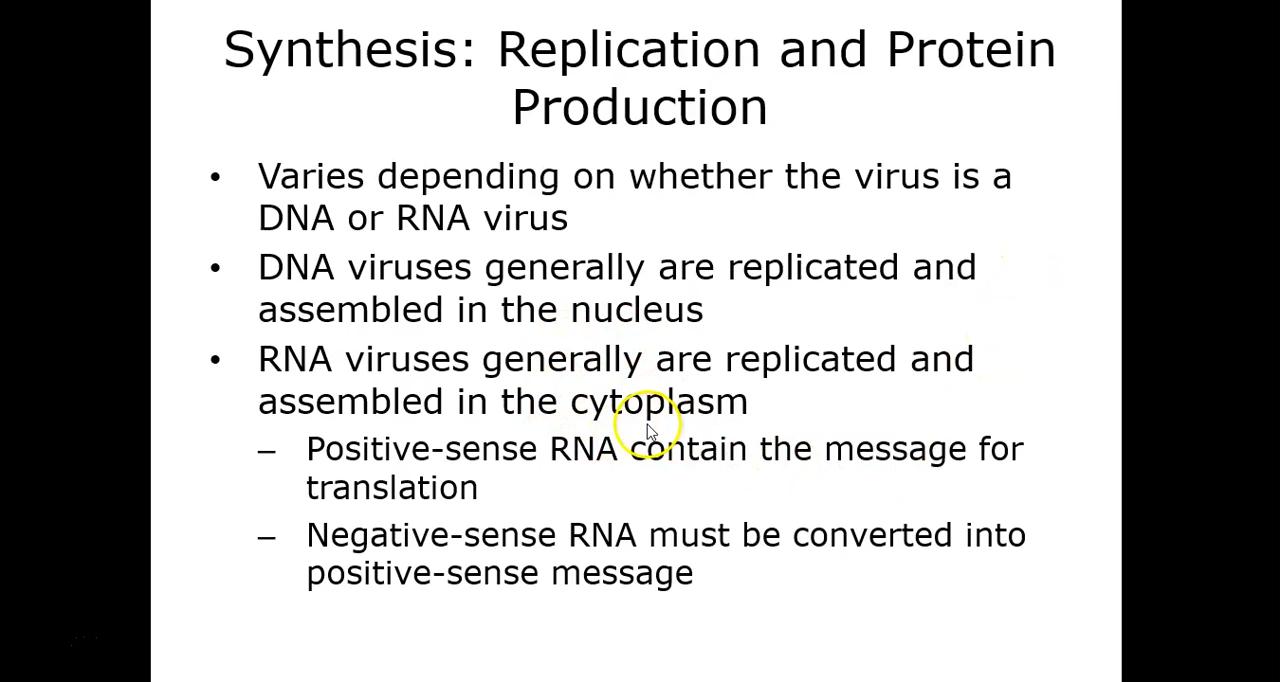 Synthesis: Replication and Protein
Production
• Varies depending on whether the virus is a
DNA or RNA virus
• DNA viruses generally are replicated and
assembled in the nucleus
• RNA viruses generally are replicated and
assembled in the cytoplasm
– Positive-sense RNA contain the message for
translation
– Negative-sense RNA must be converted into
positive-sense message